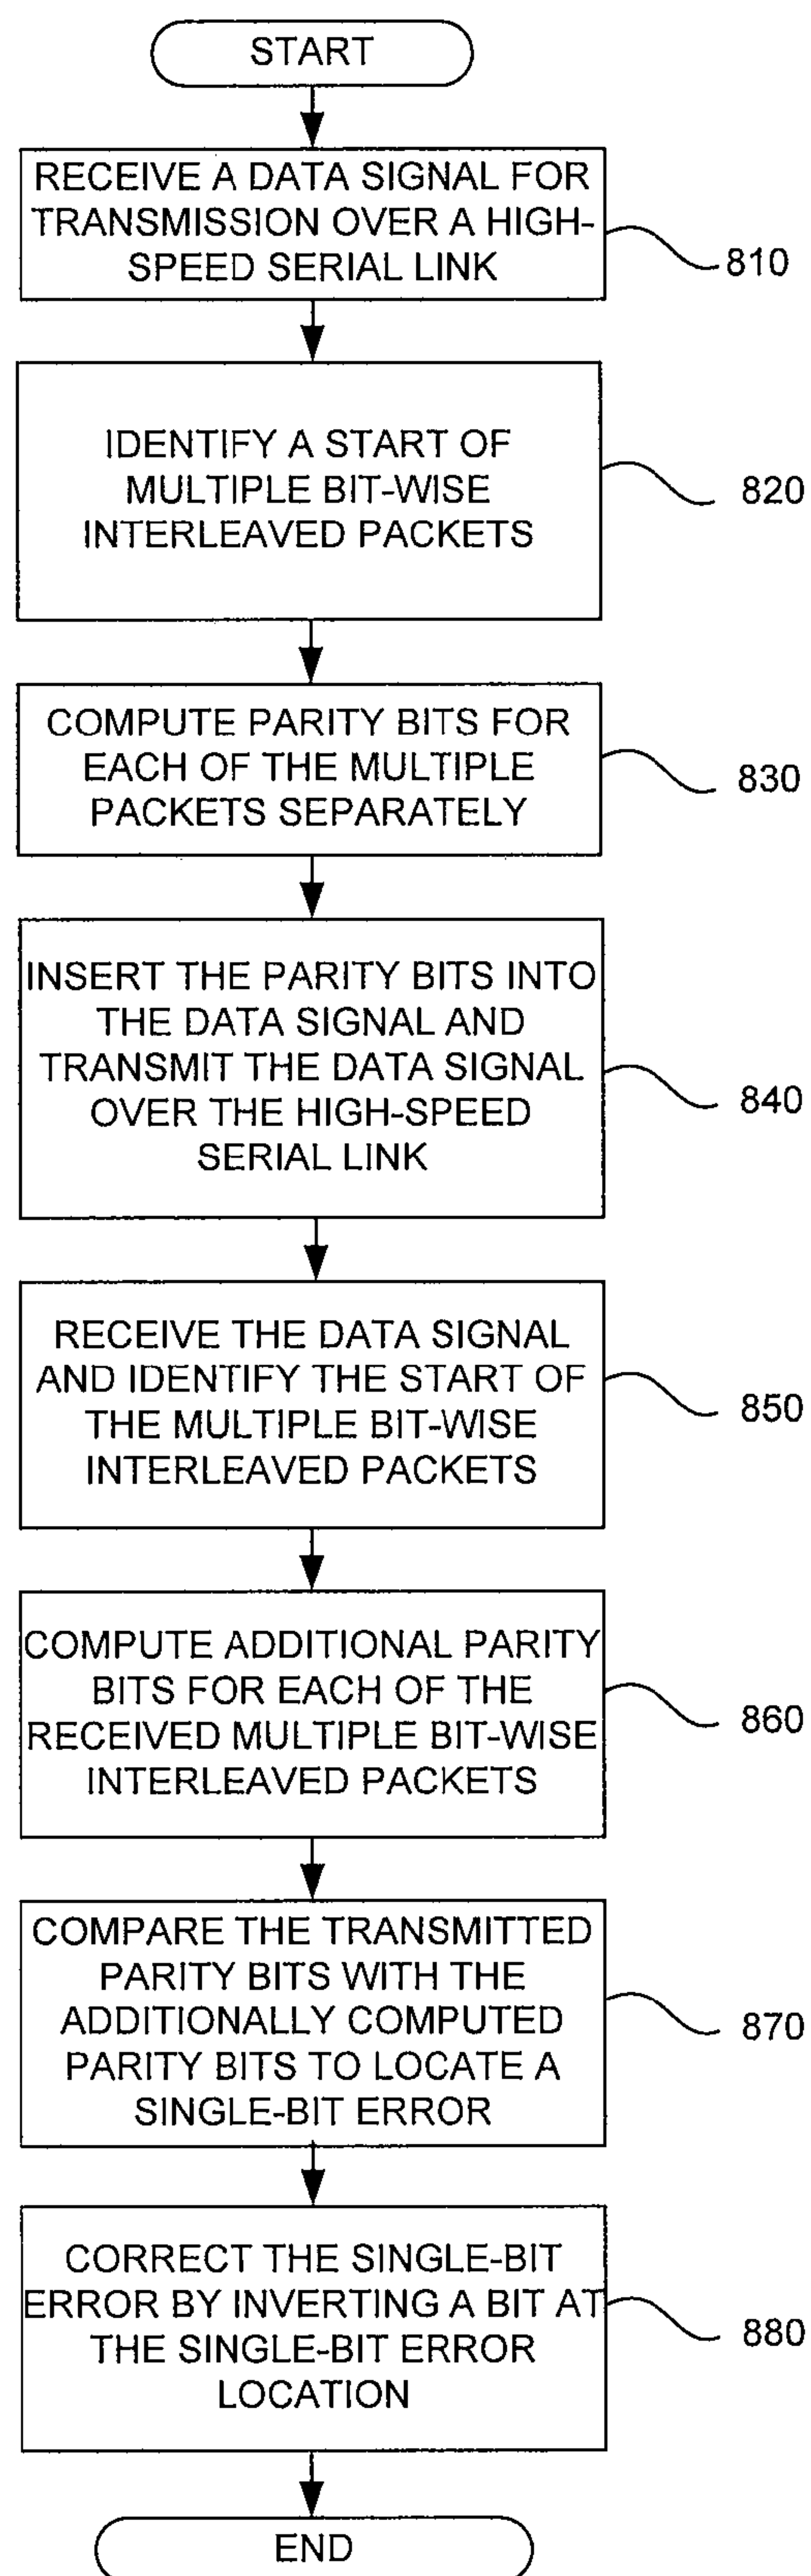 START
RECEIVE A DATA SIGNAL FOR
TRANSMISSION OVER A HIGH-
SPEED SERIAL LINK
810
IDENTIFY A START OF
MULTIPLE BIT-WISE
INTERLEAVED PACKETS
820
COMPUTE PARITY BITS FOR
EACH OF THE MULTIPLE
PACKETS SEPARATELY
830
INSERT THE PARITY BITS INTO
THE DATA SIGNAL AND
TRANSMIT THE DATA SIGNAL
OVER THE HIGH-SPEED
SERIAL LINK
840
RECEIVE THE DATA SIGNAL
AND IDENTIFY THE START OF
THE MULTIPLE BIT-WISE
INTERLEAVED PACKETS
850
COMPUTE ADDITIONAL PARITY
BITS FOR EACH OF THE
RECEIVED MULTIPLE BIT-WISE
INTERLEAVED PACKETS
860
COMPARE THE TRANSMITTED
PARITY BITS WITH THE
ADDITIONALLY COMPUTED
PARITY BITS TO LOCATE A
SINGLE-BIT ERROR
870
CORRECT THE SINGLE-BIT
ERROR BY INVERTING A BIT AT
THE SINGLE-BIT ERROR
LOCATION
880
END